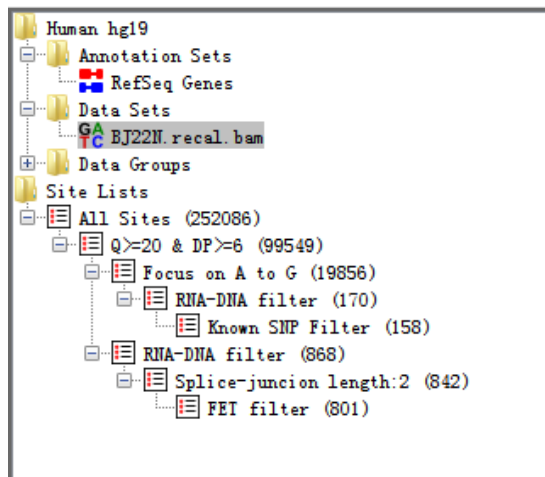 Human hg19
Annotation Sets
RefSeq Genes
Data Sets
GATC BJ22N.recal.bam
Data Groups
Site Lists
All Sites (252086)
Q>=20 & DP>=6 (99549)
Focus on A to G (19856)
RNA-DNA filter (170)
Known SNP Filter (158)
RNA-DNA filter (868)
Splice-juncion length:2 (842)
FET filter (801)